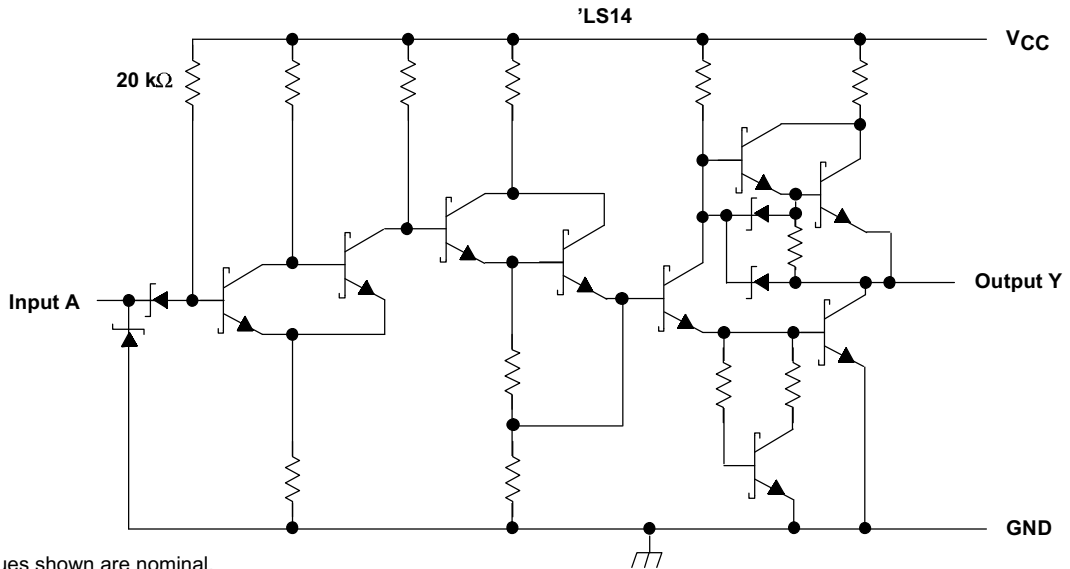 ’LS14
VCC
20 kΩ
Input A
Output Y
GND
ues shown are nominal.